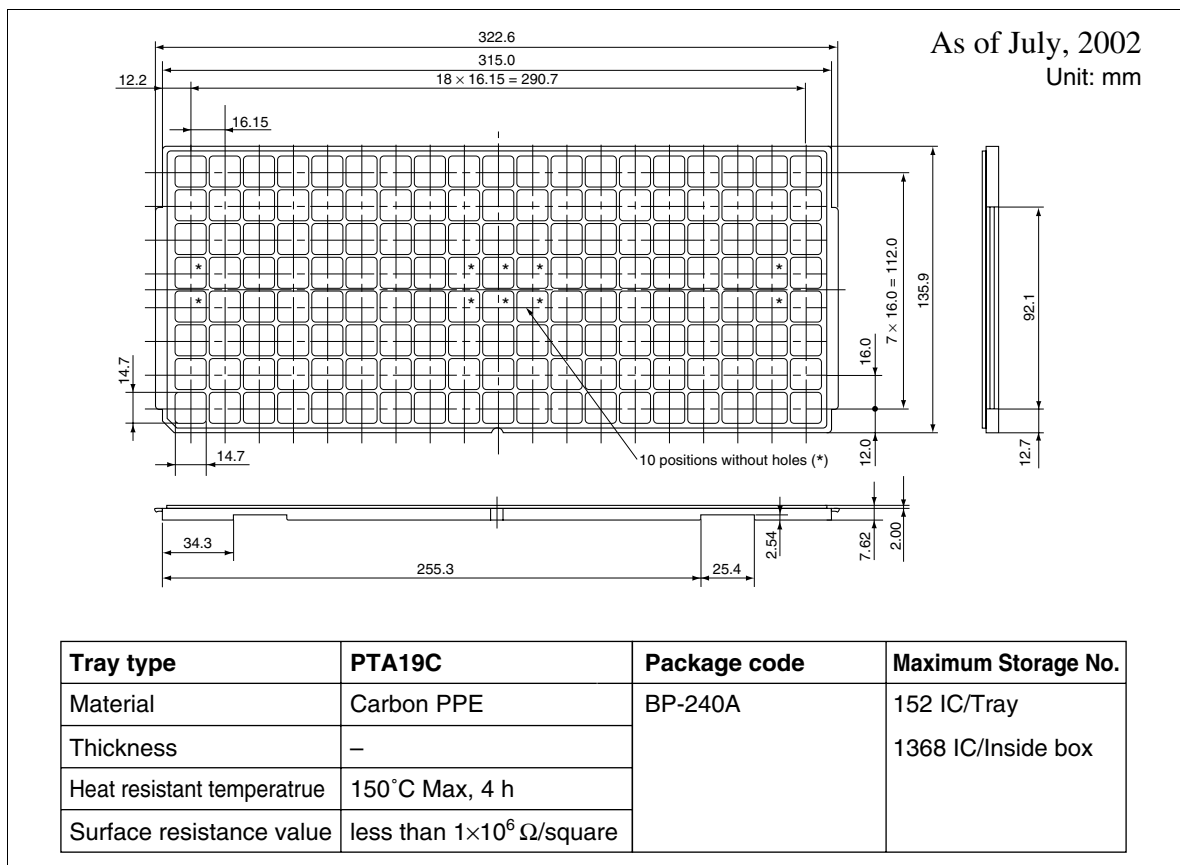 322.6
As of July, 2002
315.0
Unit: mm
12.2
18 × 16.15 = 290.7
16.15
* * * * *
* * * * *
7 × 16.0 = 112.0
135.9
92.1
16.0
14.7
14.7
10 positions without holes (*)
12.0
12.7
34.3
2.54
7.62
2.00
255.3
25.4
Tray type PTA19C Package code Maximum Storage No.
Material Carbon PPE BP-240A 152 IC/Tray
Thickness – 1368 IC/Inside box
Heat resistant temperatrue 150˚C Max, 4 h
Surface resistance value less than 1×10⁶ Ω/square